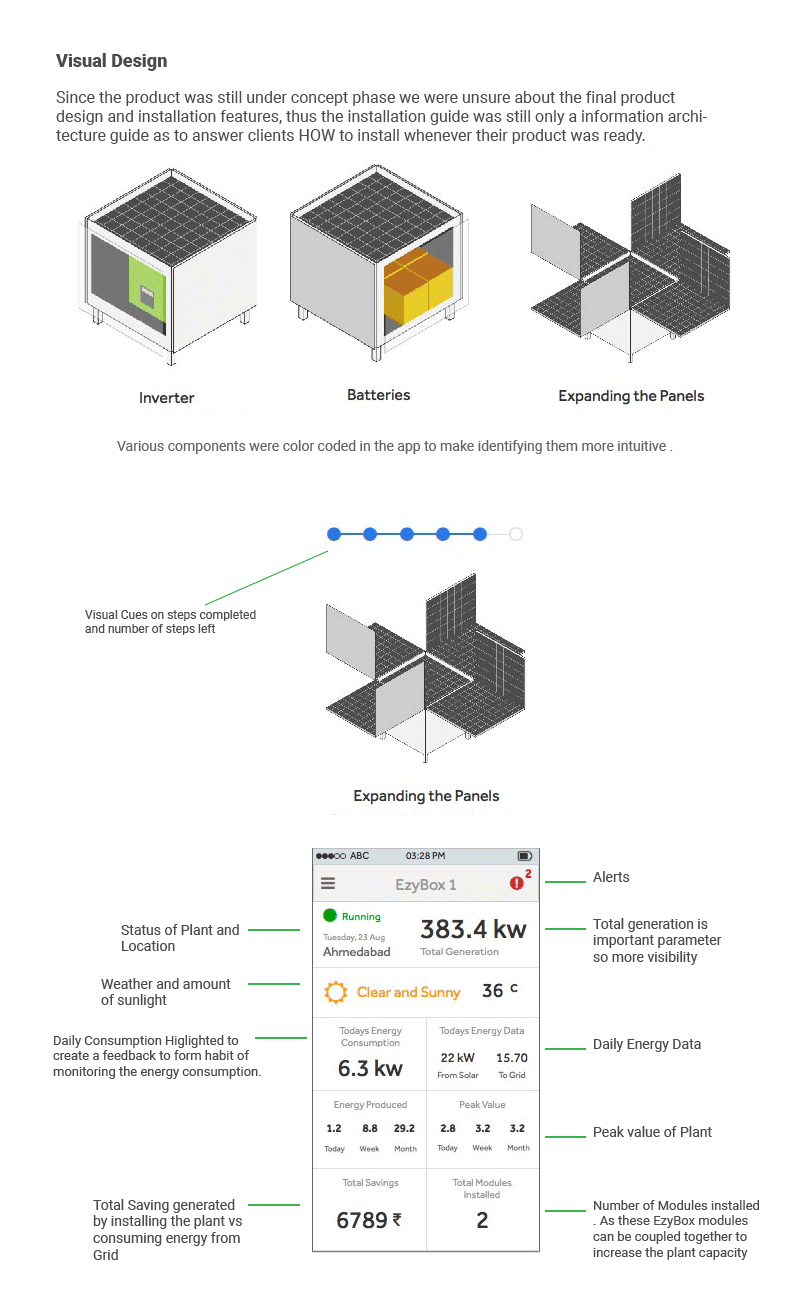 Visual Design
Since the product was still under concept phase we were unsure about the final product
design and installation features, thus the installation guide was still only a information archi-
tecture guide as to answer clients HOW to install whenever their product was ready.
Inverter
Batteries
Expanding the Panels
Various components were color coded in the app to make identifying them more intuitive .
Visual Cues on steps completed
and number of steps left
Expanding the Panels
ABC 03:28 PM
EzyBox 1
2
Alerts
Status of Plant and
Location
Running
Tuesday, 23 Aug
Ahmedabad
383.4 kw
Total Generation
Total generation is
important parameter
so more visibility
Weather and amount
of sunlight
Clear and Sunny 36 c
Daily Consumption Higlighted to
create a feedback to form habit of
monitoring the energy consumption.
Todays Energy
Consumption
6.3 kw
Todays Energy Data
22 kW 15.70
From Solar To Grid
Daily Energy Data
Energy Produced
1.2 8.8 29.2
Today Week Month
Peak Value
2.8 3.2 3.2
Today Week Month
Peak value of Plant
Total Saving generated
by installing the plant vs
consuming energy from
Grid
Total Savings
6789 ₹
Total Modules
Installed
2
Number of Modules installed
. As these EzyBox modules
can be coupled together to
increase the plant capacity